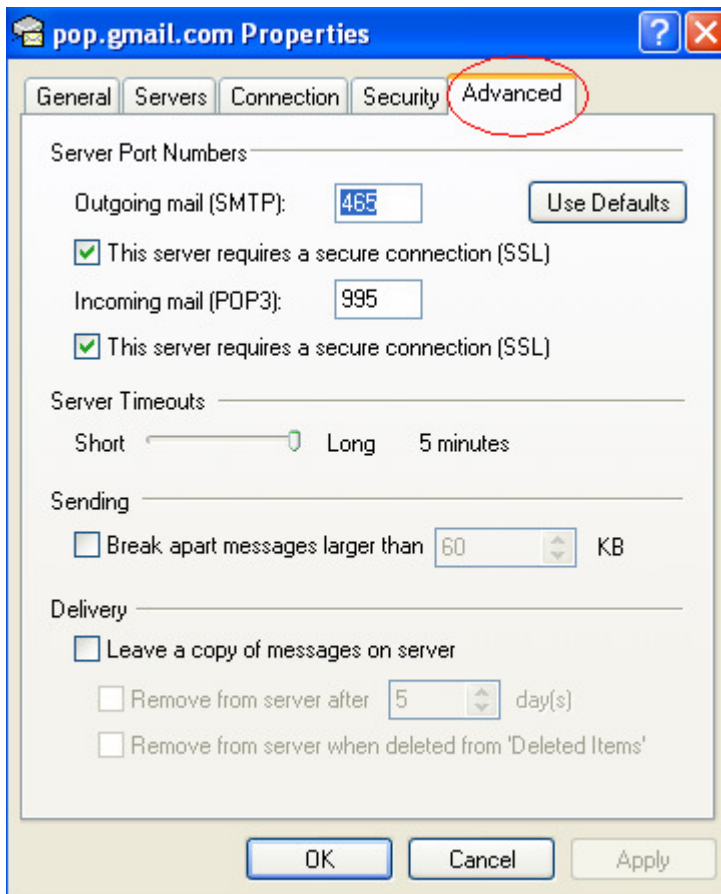 pop.gmail.com Properties
General Servers Connection Security Advanced
Server Port Numbers
Outgoing mail (SMTP): 465 Use Defaults
This server requires a secure connection (SSL)
Incoming mail (POP3): 995
This server requires a secure connection (SSL)
Server Timeouts
Short Long 5 minutes
Sending
Break apart messages larger than 60 KB
Delivery
Leave a copy of messages on server
Remove from server after 5 day(s)
Remove from server when deleted from 'Deleted Items'
OK Cancel Apply